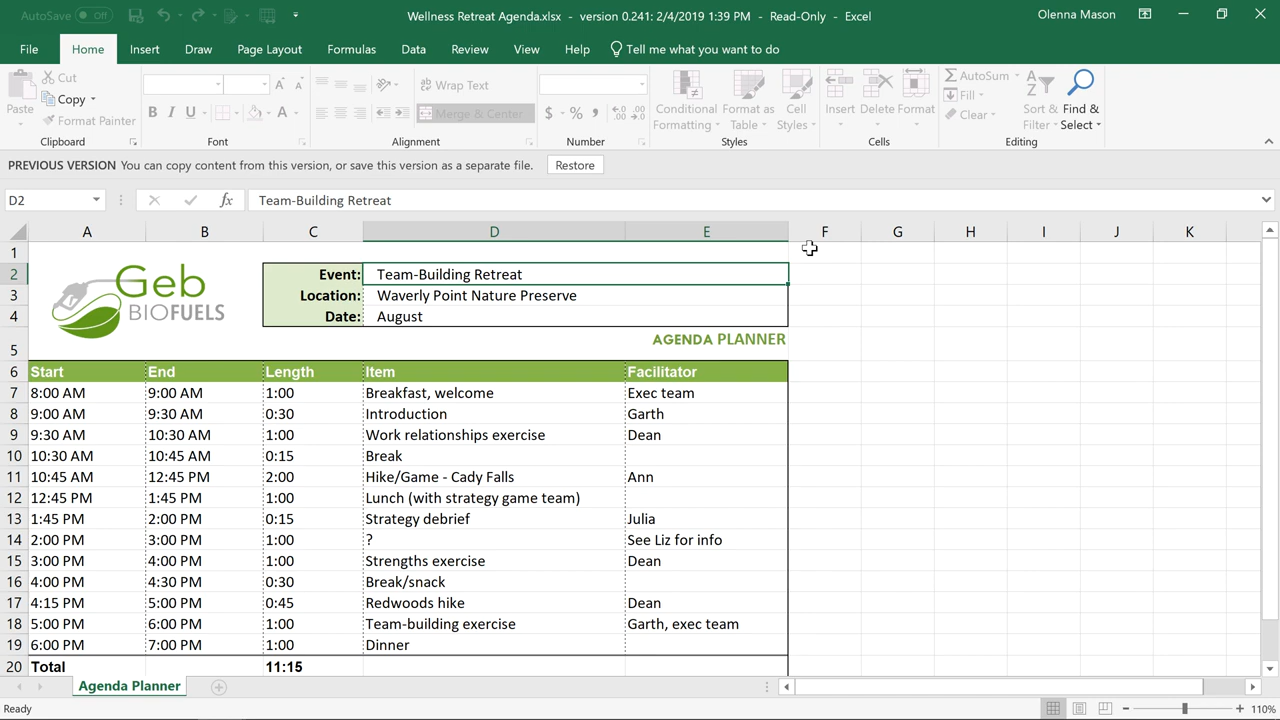 AutoSave Off
Wellness Retreat Agenda.xlsx - version 0.241: 2/4/2019 1:39 PM - Read-Only - Excel
Olenna Mason
File Home Insert Draw Page Layout Formulas Data Review View Help Tell me what you want to do
Paste
Cut
Copy
Format Painter
Clipboard
B I U A
Font
Wrap Text
Merge & Center
Alignment
$ % ,
Number
Conditional Formatting
Format as Table
Cell Styles
Styles
Insert Delete Format
Cells
AutoSum
Fill
Clear
Sort & Filter
Find & Select
Editing
PREVIOUS VERSION You can copy content from this version, or save this version as a separate file. Restore
D2 fx Team-Building Retreat
A B C D E F G H I J K
1
2 Event: Team-Building Retreat
Geb
BIOFUELS
3 Location: Waverly Point Nature Preserve
4 Date: August
5 AGENDA PLANNER
6 Start End Length Item Facilitator
7 8:00 AM 9:00 AM 1:00 Breakfast, welcome Exec team
8 9:00 AM 9:30 AM 0:30 Introduction Garth
9 9:30 AM 10:30 AM 1:00 Work relationships exercise Dean
10 10:30 AM 10:45 AM 0:15 Break
11 10:45 AM 12:45 PM 2:00 Hike/Game - Cady Falls Ann
12 12:45 PM 1:45 PM 1:00 Lunch (with strategy game team)
13 1:45 PM 2:00 PM 0:15 Strategy debrief Julia
14 2:00 PM 3:00 PM 1:00 ? See Liz for info
15 3:00 PM 4:00 PM 1:00 Strengths exercise Dean
16 4:00 PM 4:30 PM 0:30 Break/snack
17 4:15 PM 5:00 PM 0:45 Redwoods hike Dean
18 5:00 PM 6:00 PM 1:00 Team-building exercise Garth, exec team
19 6:00 PM 7:00 PM 1:00 Dinner
20 Total 11:15
Agenda Planner
Ready 110%